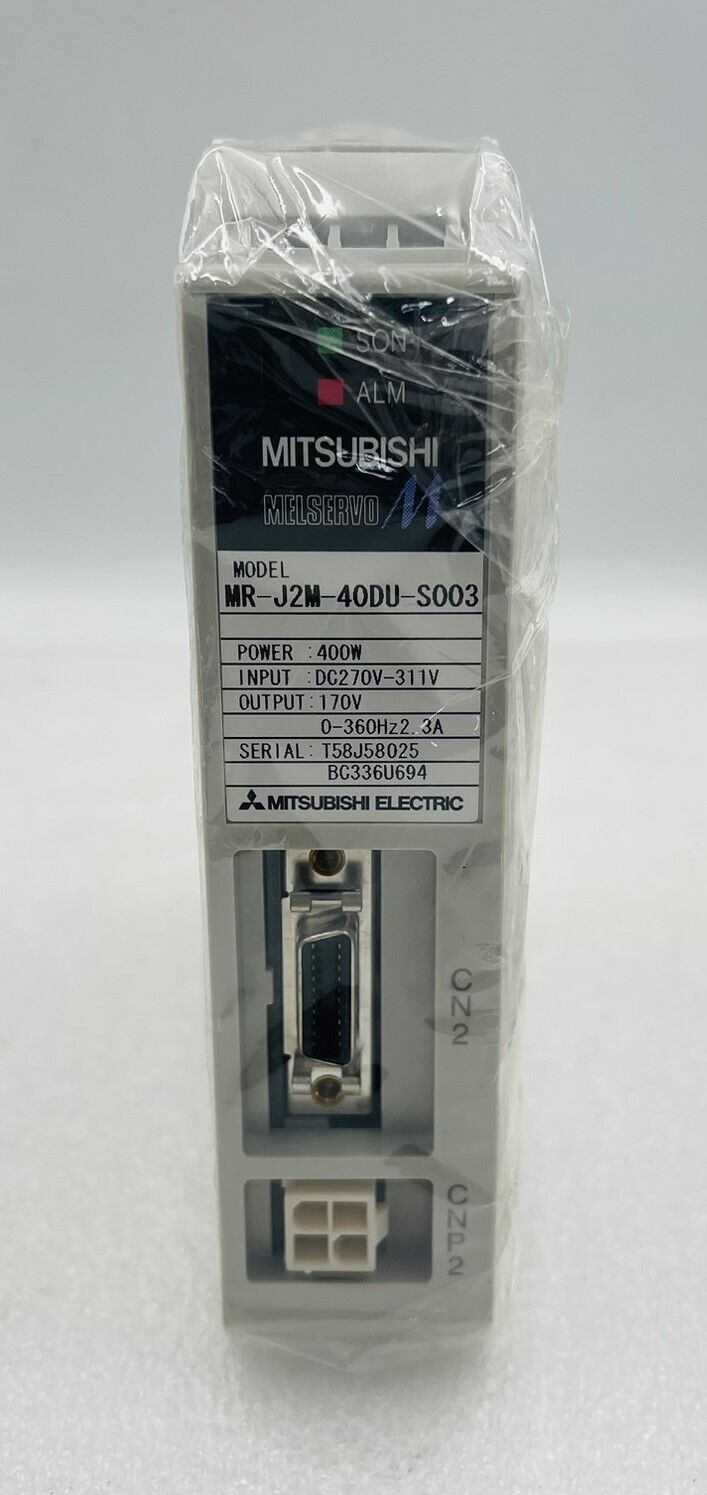 SON
ALM
MITSUBISHI
MELSERVO
MODEL
MR-J2M-40DU-S003
POWER :400W
INPUT :DC270V-311V
OUTPUT:170V
0-360Hz2.3A
SERIAL: T58J58025
BC336U694
MITSUBISHI ELECTRIC
CN2
CNP2